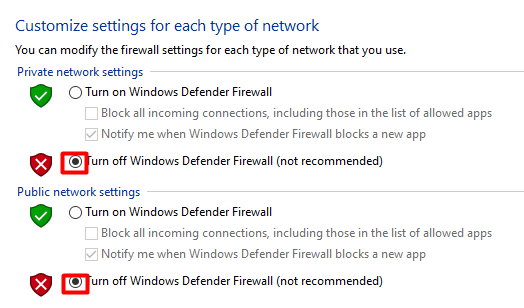 Customize settings for each type of network
You can modify the firewall settings for each type of network that you use.
Private network settings
Turn on Windows Defender Firewall
Block all incoming connections, including those in the list of allowed apps
Notify me when Windows Defender Firewall blocks a new app
Turn off Windows Defender Firewall (not recommended)
Public network settings
Turn on Windows Defender Firewall
Block all incoming connections, including those in the list of allowed apps
Notify me when Windows Defender Firewall blocks a new app
Turn off Windows Defender Firewall (not recommended)